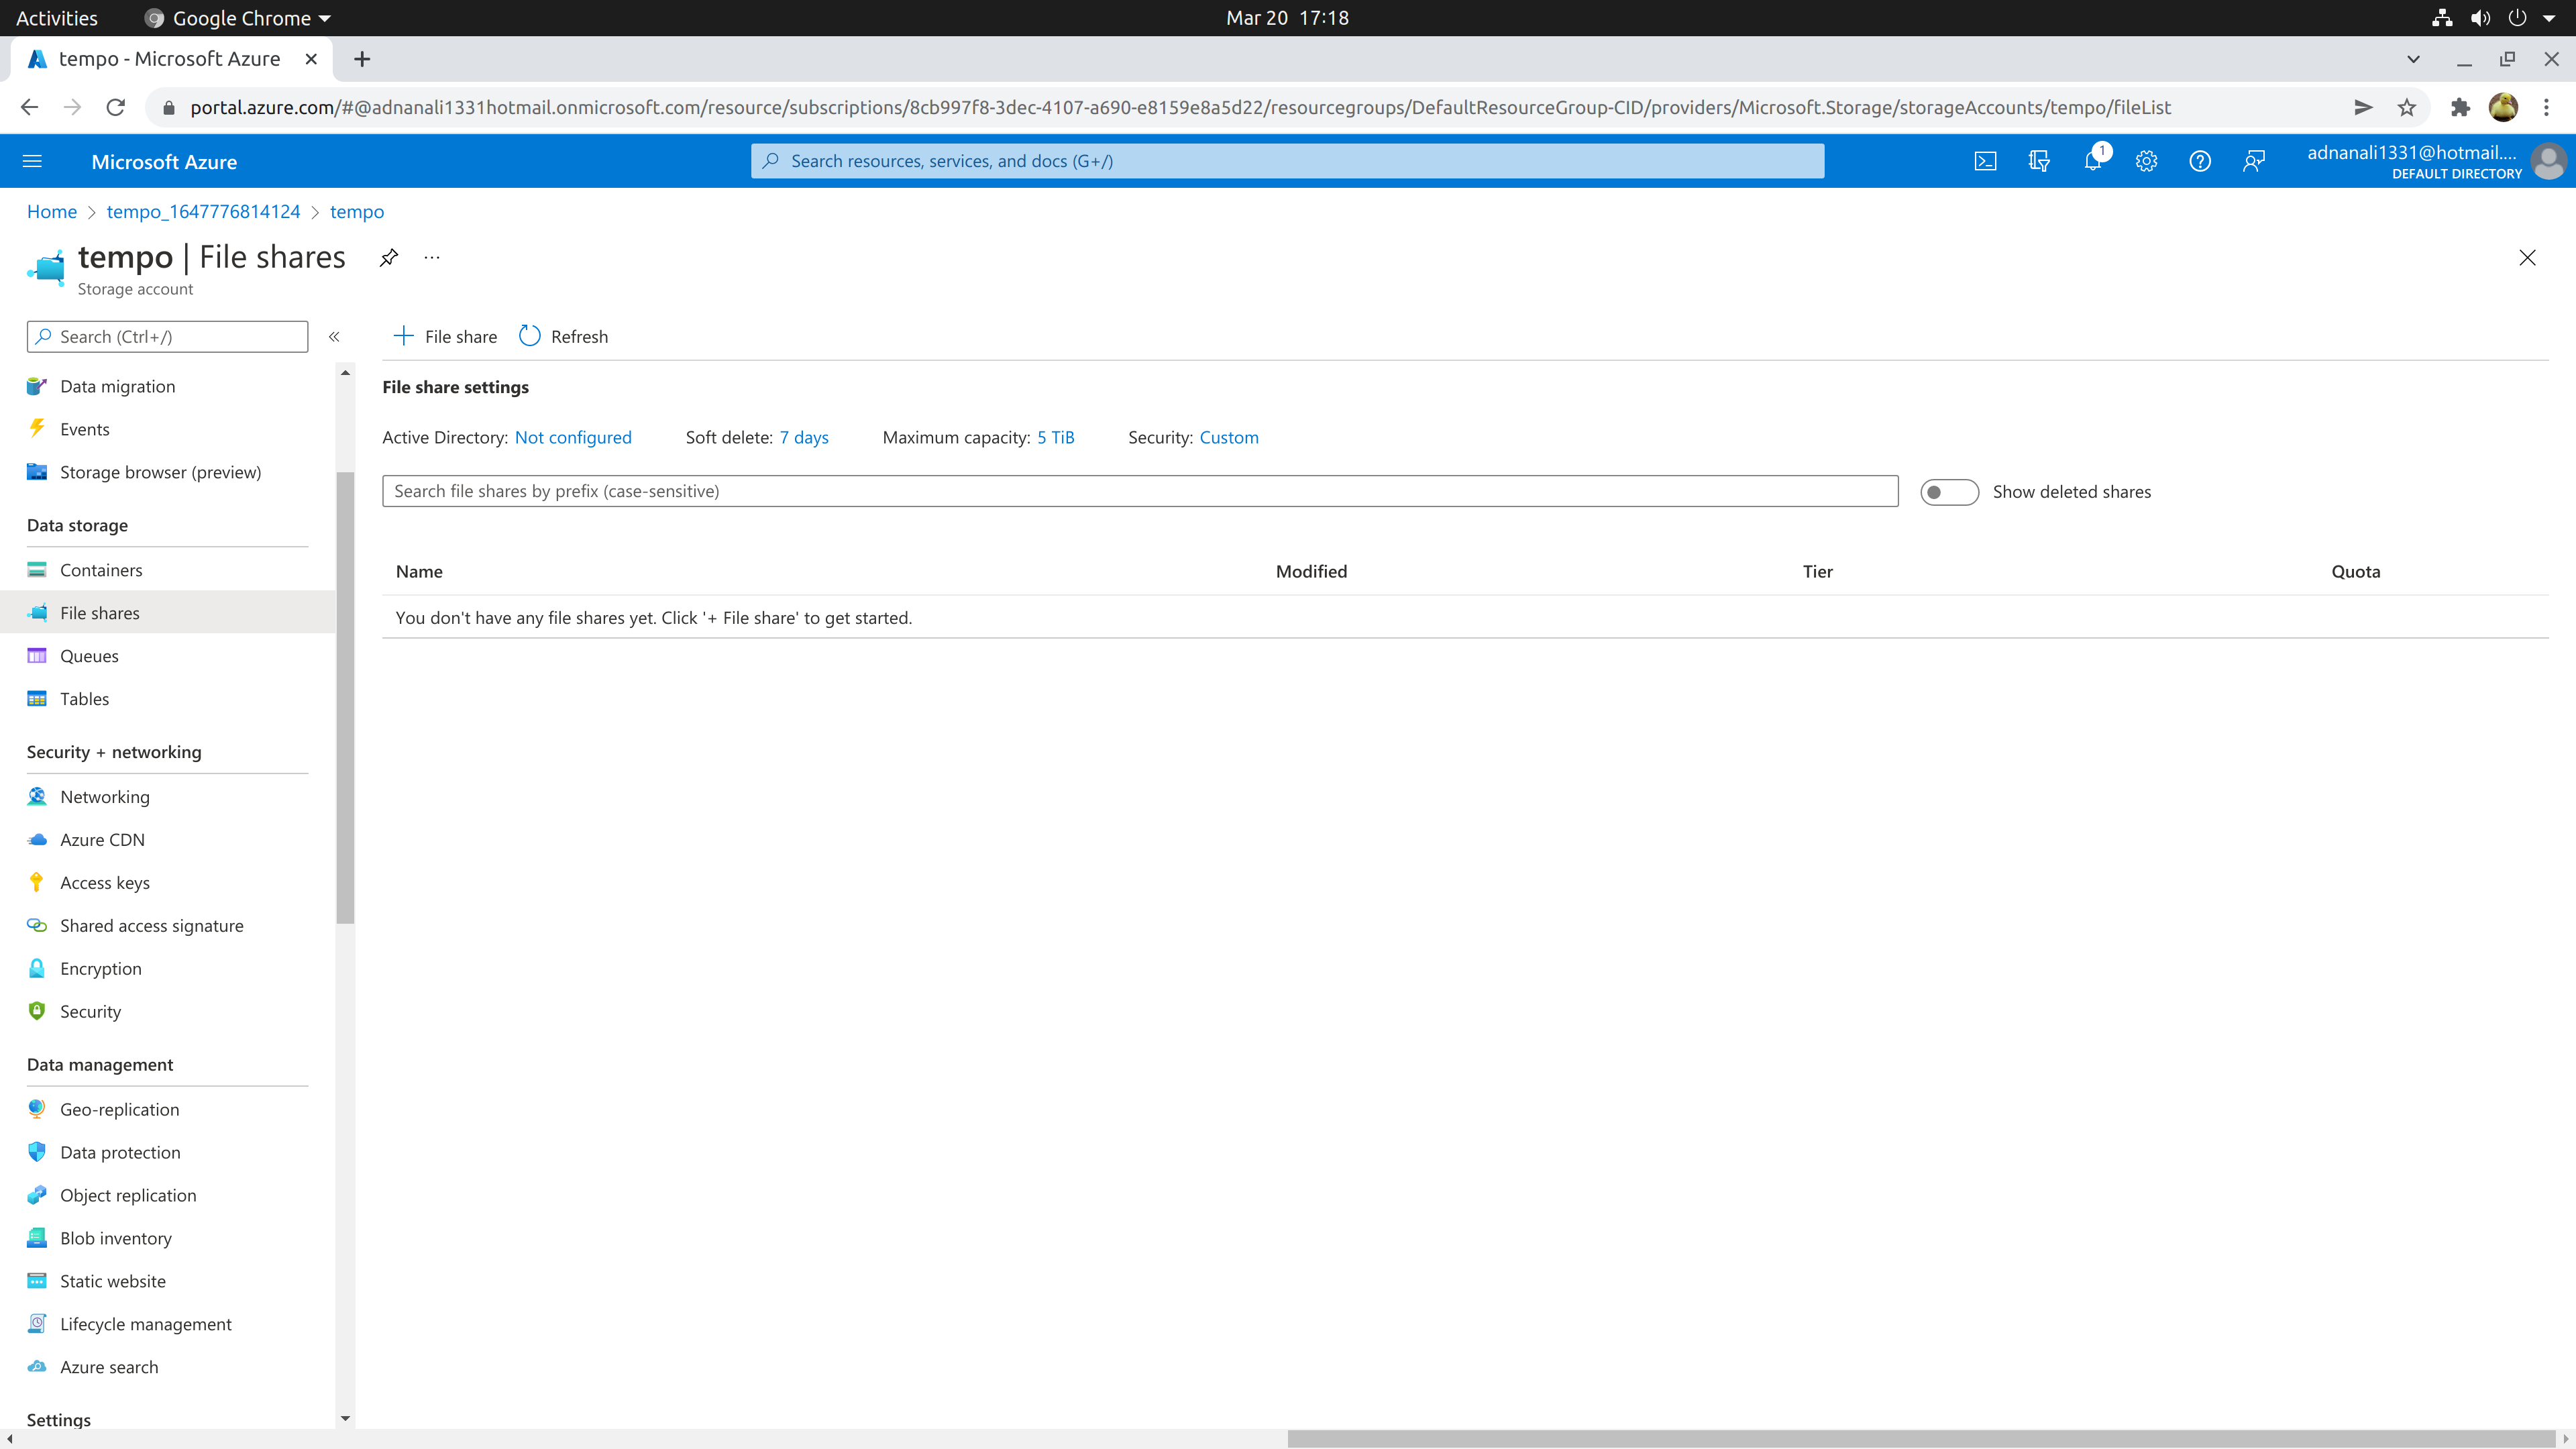 Activities
Google Chrome
Mar 20 17:18
tempo - Microsoft Azure
portal.azure.com/#@adnanali1331hotmail.onmicrosoft.com/resource/subscriptions/8cb997f8-3dec-4107-a690-e8159e8a5d22/resourcegroups/DefaultResourceGroup-CID/providers/Microsoft.Storage/storageAccounts/tempo/fileList
Microsoft Azure
Search resources, services, and docs (G+/)
1
adnanali1331@hotmail....
DEFAULT DIRECTORY
Home > tempo_1647776814124 > tempo
tempo | File shares
...
Storage account
Search (Ctrl+/)
«
Data migration
Events
Storage browser (preview)
Data storage
Containers
File shares
Queues
Tables
Security + networking
Networking
Azure CDN
Access keys
Shared access signature
Encryption
Security
Data management
Geo-replication
Data protection
Object replication
Blob inventory
Static website
Lifecycle management
Azure search
Settings
+ File share
Refresh
File share settings
Active Directory: Not configured
Soft delete: 7 days
Maximum capacity: 5 TiB
Security: Custom
Search file shares by prefix (case-sensitive)
Show deleted shares
Name
Modified
Tier
Quota
You don't have any file shares yet. Click '+ File share' to get started.